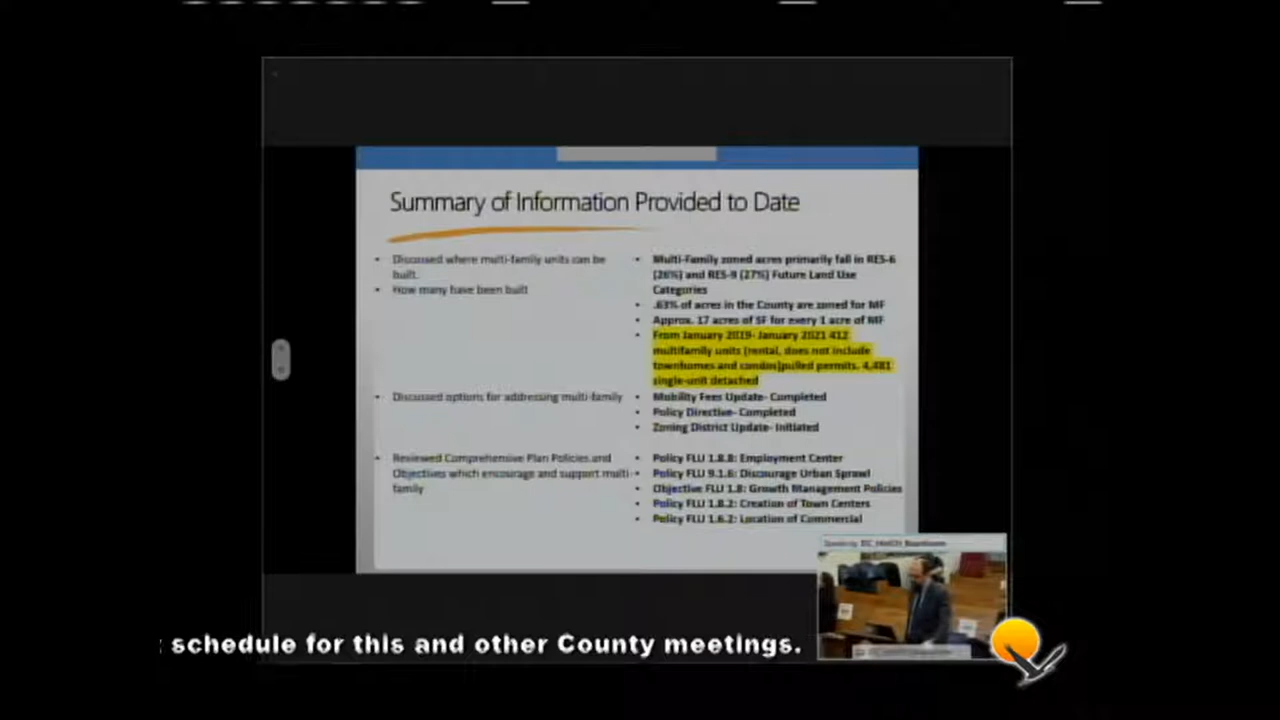 Summary of Information Provided to Date
Discussed where multi-family units can be
built.
How many have been built
Multi-Family zoned acres primarily fall in RES-6
(26%) and RES-9 (27%) Future Land Use
Categories
.63% of acres in the County are zoned for MF
Approx. 17 acres of SF for every 1 acre of MF
From January 2019- January 2021 412
multifamily units (rental, does not include
townhomes and condos)pulled permits. 4,481
single-unit detached
Discussed options for addressing multi-family
Mobility Fees Update- Completed
Policy Directive- Completed
Zoning District Update- Initiated
Reviewed Comprehensive Plan Policies and
Objectives which encourage and support multi-
family
Policy FLU 1.8.8: Employment Center
Policy FLU 9.1.6: Discourage Urban Sprawl
Objective FLU 1.8: Growth Management Policies
Policy FLU 1.8.2: Creation of Town Centers
Policy FLU 1.6.2: Location of Commercial
schedule for this and other County meetings.